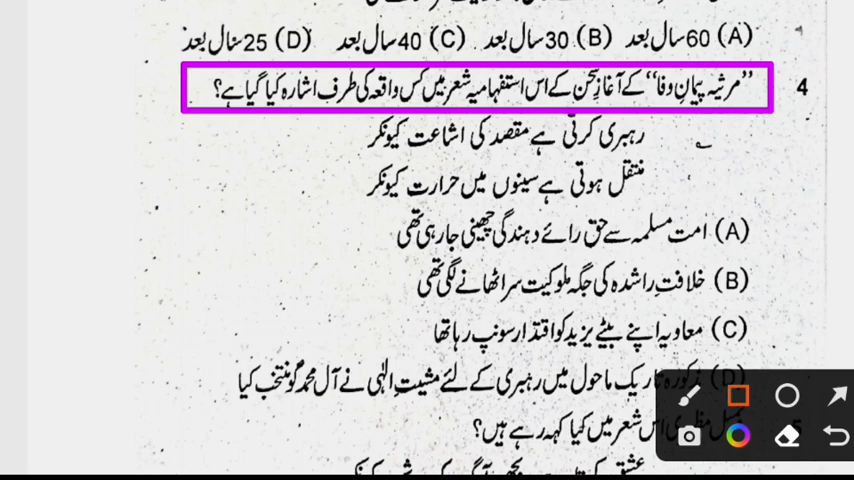 (A) 60 سال بعد (B) 30 سال بعد (C) 40 سال بعد (D) 25 سال بعد
4 ’’مرثیہ پیمانِ وفا‘‘ کے آغازِ سخن کے اس استفہامیہ شعر میں کس واقعہ کی طرف اشارہ کیا گیا ہے؟
رہبری کرتی ہے مقصد کی اشاعت کیونکر
منتقل ہوتی ہے سینوں میں حرارت کیونکر
(A) امت مسلمہ سے حق رائے دہندگی چھینی جا رہی تھی
(B) خلافتِ راشدہ کی جگہ ملوکیت سر اٹھانے لگی تھی
(C) معاویہ اپنے بیٹے یزید کو اقتدار سونپ رہا تھا
(D) مذکورہ تاریک ماحول میں رہبری کے لئے مشیتِ الٰہی نے آل محمدؐ کو منتخب کیا
اس شعر میں کیا کہہ رہے ہیں؟